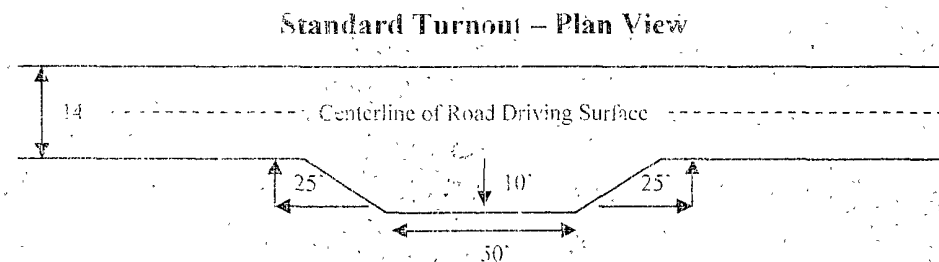 Standard Turnout – Plan View
14
Centerline of Road Driving Surface
25'
10'
25'
50'